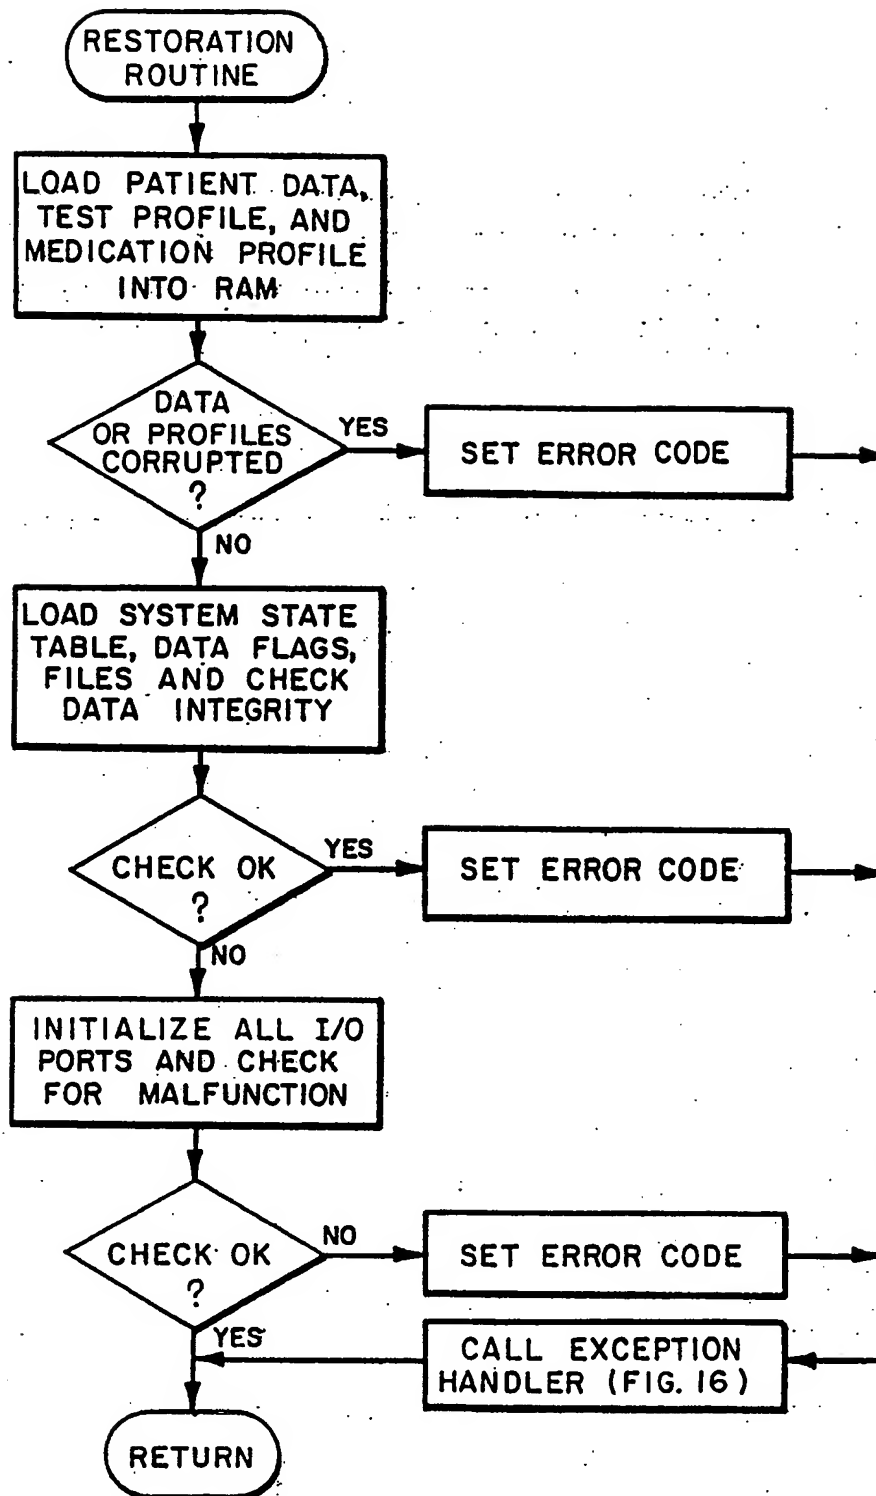 RESTORATION
ROUTINE
LOAD PATIENT DATA,
TEST PROFILE, AND
MEDICATION PROFILE
INTO RAM
DATA
OR PROFILES
CORRUPTED
?
YES
SET ERROR CODE
NO
LOAD SYSTEM STATE
TABLE, DATA FLAGS,
FILES AND CHECK
DATA INTEGRITY
CHECK OK
?
YES
SET ERROR CODE
NO
INITIALIZE ALL I/O
PORTS AND CHECK
FOR MALFUNCTION
CHECK OK
?
NO
SET ERROR CODE
YES
CALL EXCEPTION
HANDLER (FIG. 16)
RETURN